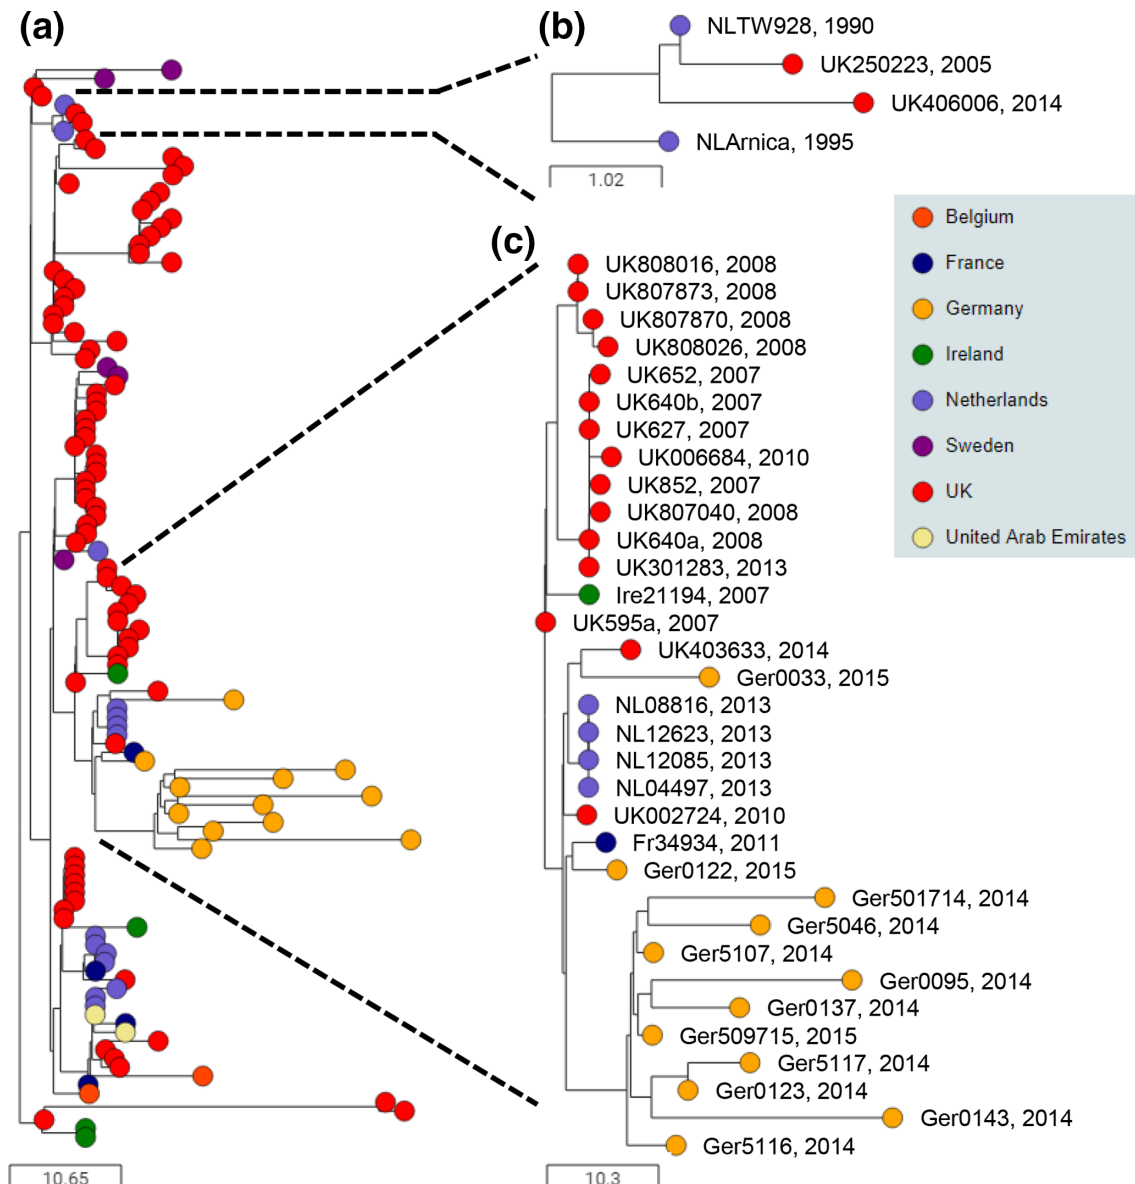 (a)
(b)
NLTW928, 1990
UK250223, 2005
UK406006, 2014
NLArnica, 1995
1.02
Belgium
France
Germany
Ireland
Netherlands
Sweden
UK
United Arab Emirates
(c)
UK808016, 2008
UK807873, 2008
UK807870, 2008
UK808026, 2008
UK652, 2007
UK640b, 2007
UK627, 2007
UK006684, 2010
UK852, 2007
UK807040, 2008
UK640a, 2008
UK301283, 2013
Ire21194, 2007
UK595a, 2007
UK403633, 2014
Ger0033, 2015
NL08816, 2013
NL12623, 2013
NL12085, 2013
NL04497, 2013
UK002724, 2010
Fr34934, 2011
Ger0122, 2015
Ger501714, 2014
Ger5046, 2014
Ger5107, 2014
Ger0095, 2014
Ger0137, 2014
Ger509715, 2015
Ger5117, 2014
Ger0123, 2014
Ger0143, 2014
Ger5116, 2014
10.65
10.3